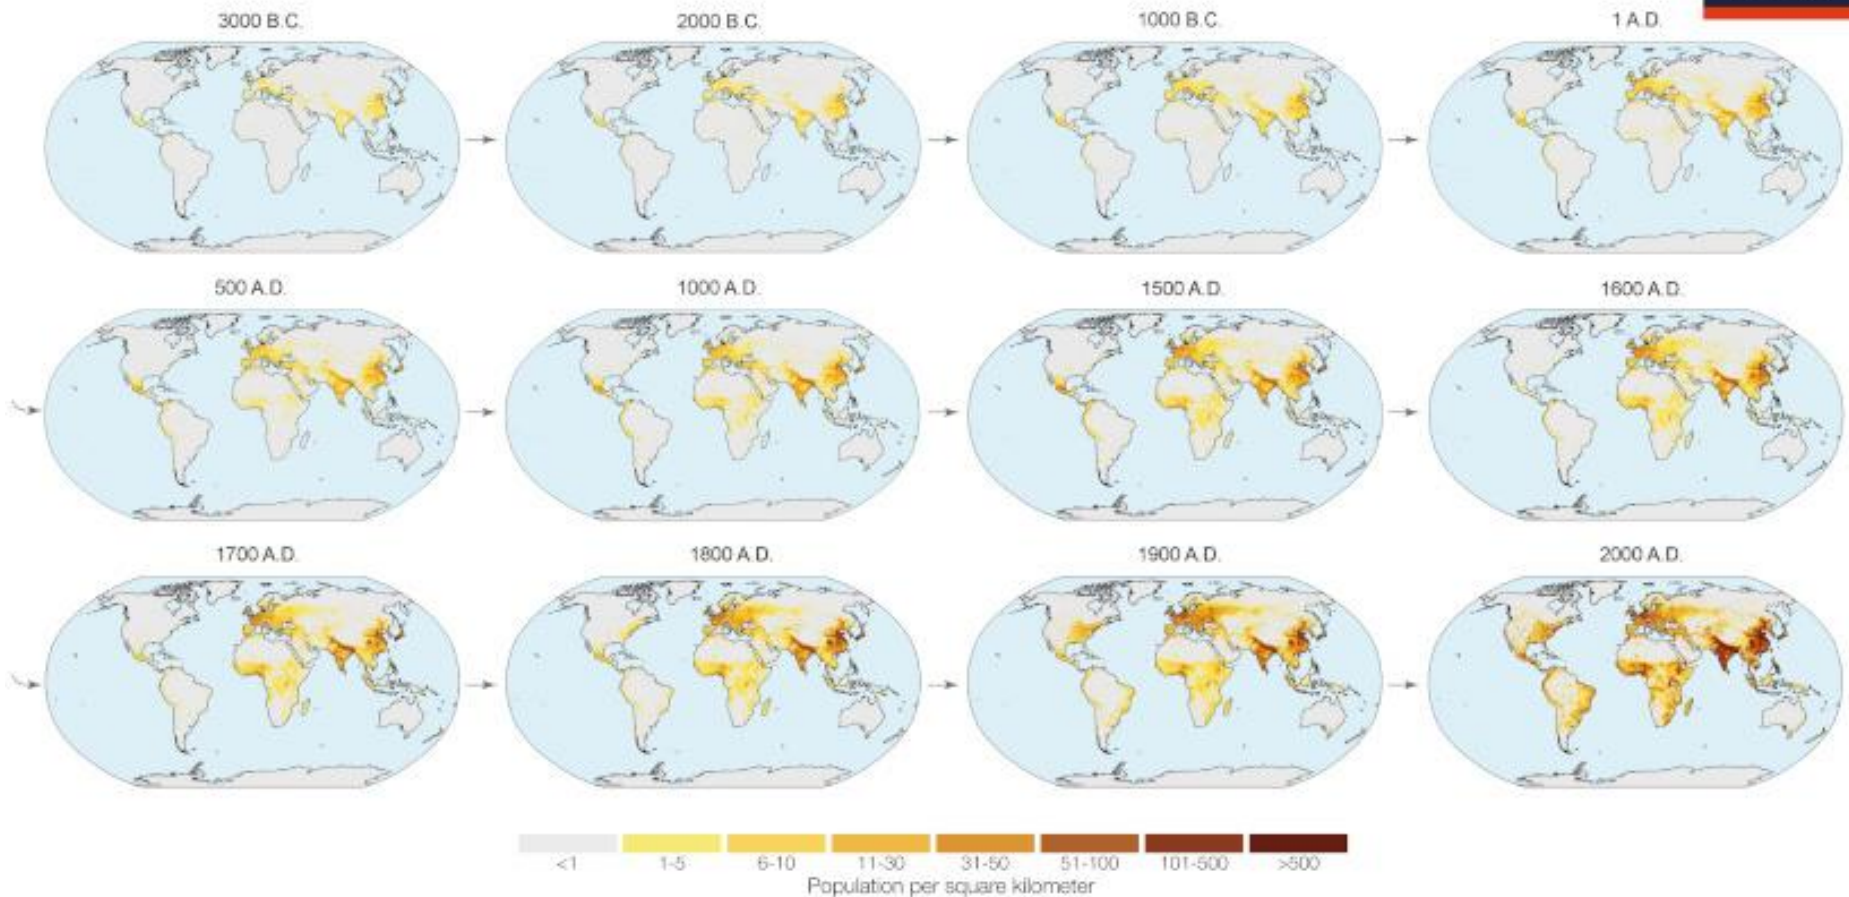 3000 B.C.
2000 B.C.
1000 B.C.
1 A.D.
500 A.D.
1000 A.D.
1500 A.D.
1600 A.D.
1700 A.D.
1800 A.D.
1900 A.D.
2000 A.D.
<1 1-5 6-10 11-30 31-50 51-100 101-500 >500
Population per square kilometer